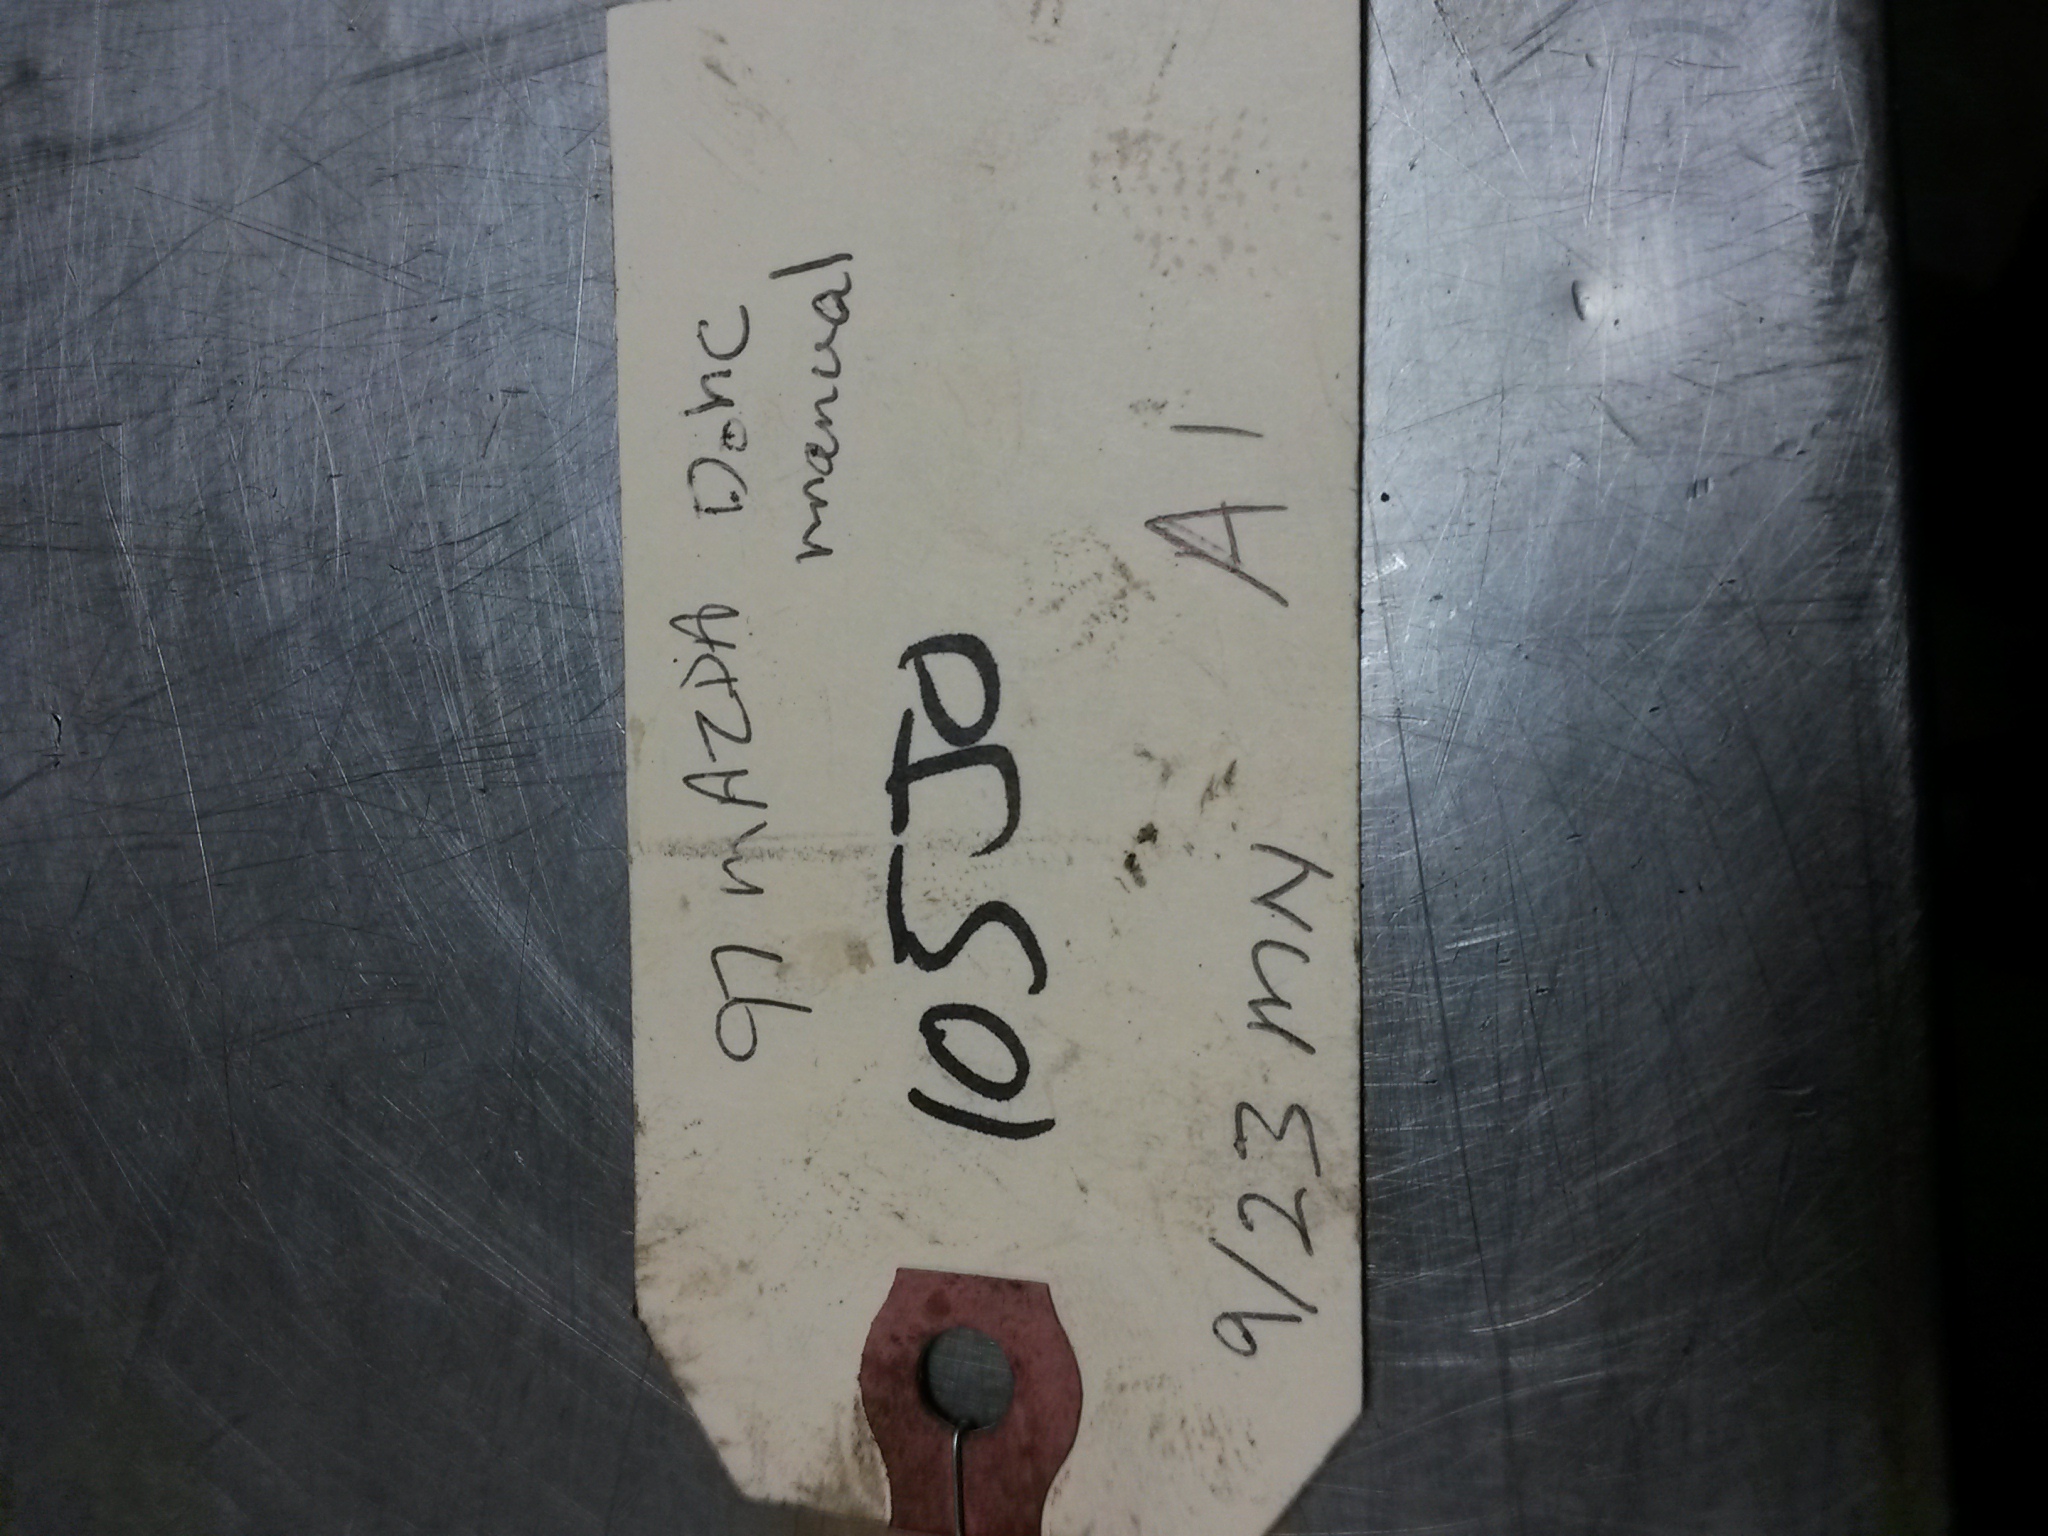 97 mAZDA DOHC
manual
105JO
9/23 MN A1